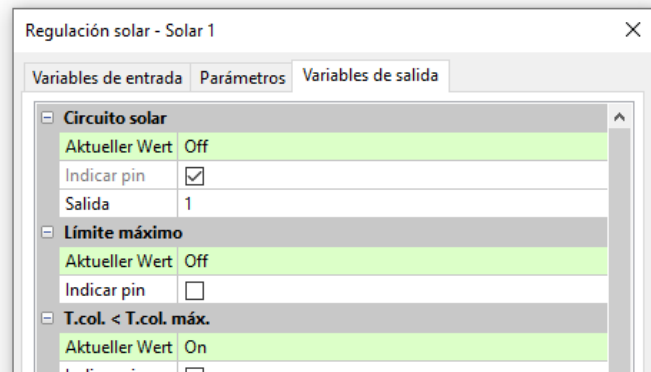 Regulación solar - Solar 1
Variables de entrada Parámetros Variables de salida
Circuito solar
Aktueller Wert Off
Indicar pin
Salida 1
Límite máximo
Aktueller Wert Off
Indicar pin
T.col. < T.col. máx.
Aktueller Wert On